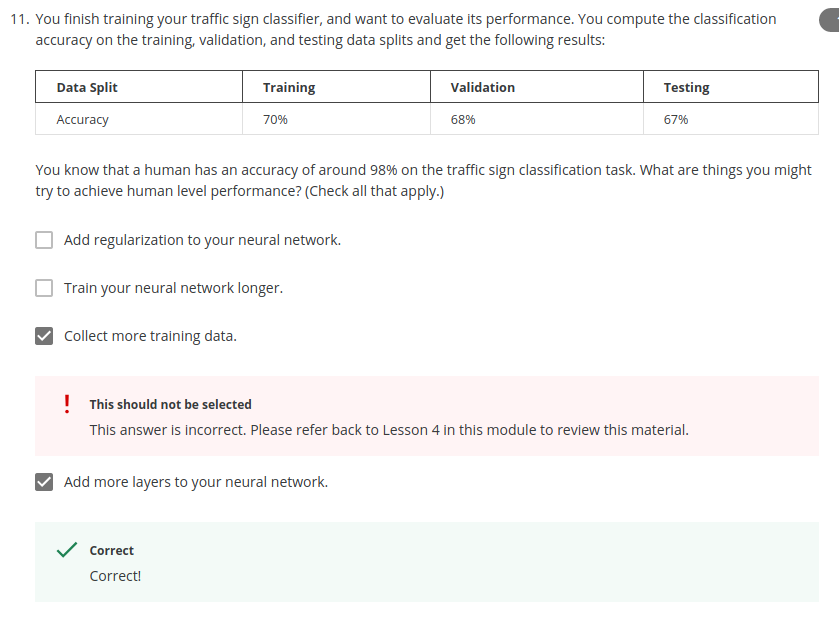 11. You finish training your traffic sign classifier, and want to evaluate its performance. You compute the classification
accuracy on the training, validation, and testing data splits and get the following results:
Data Split Training Validation Testing
Accuracy 70% 68% 67%
You know that a human has an accuracy of around 98% on the traffic sign classification task. What are things you might
try to achieve human level performance? (Check all that apply.)
Add regularization to your neural network.
Train your neural network longer.
Collect more training data.
This should not be selected
This answer is incorrect. Please refer back to Lesson 4 in this module to review this material.
Add more layers to your neural network.
Correct
Correct!